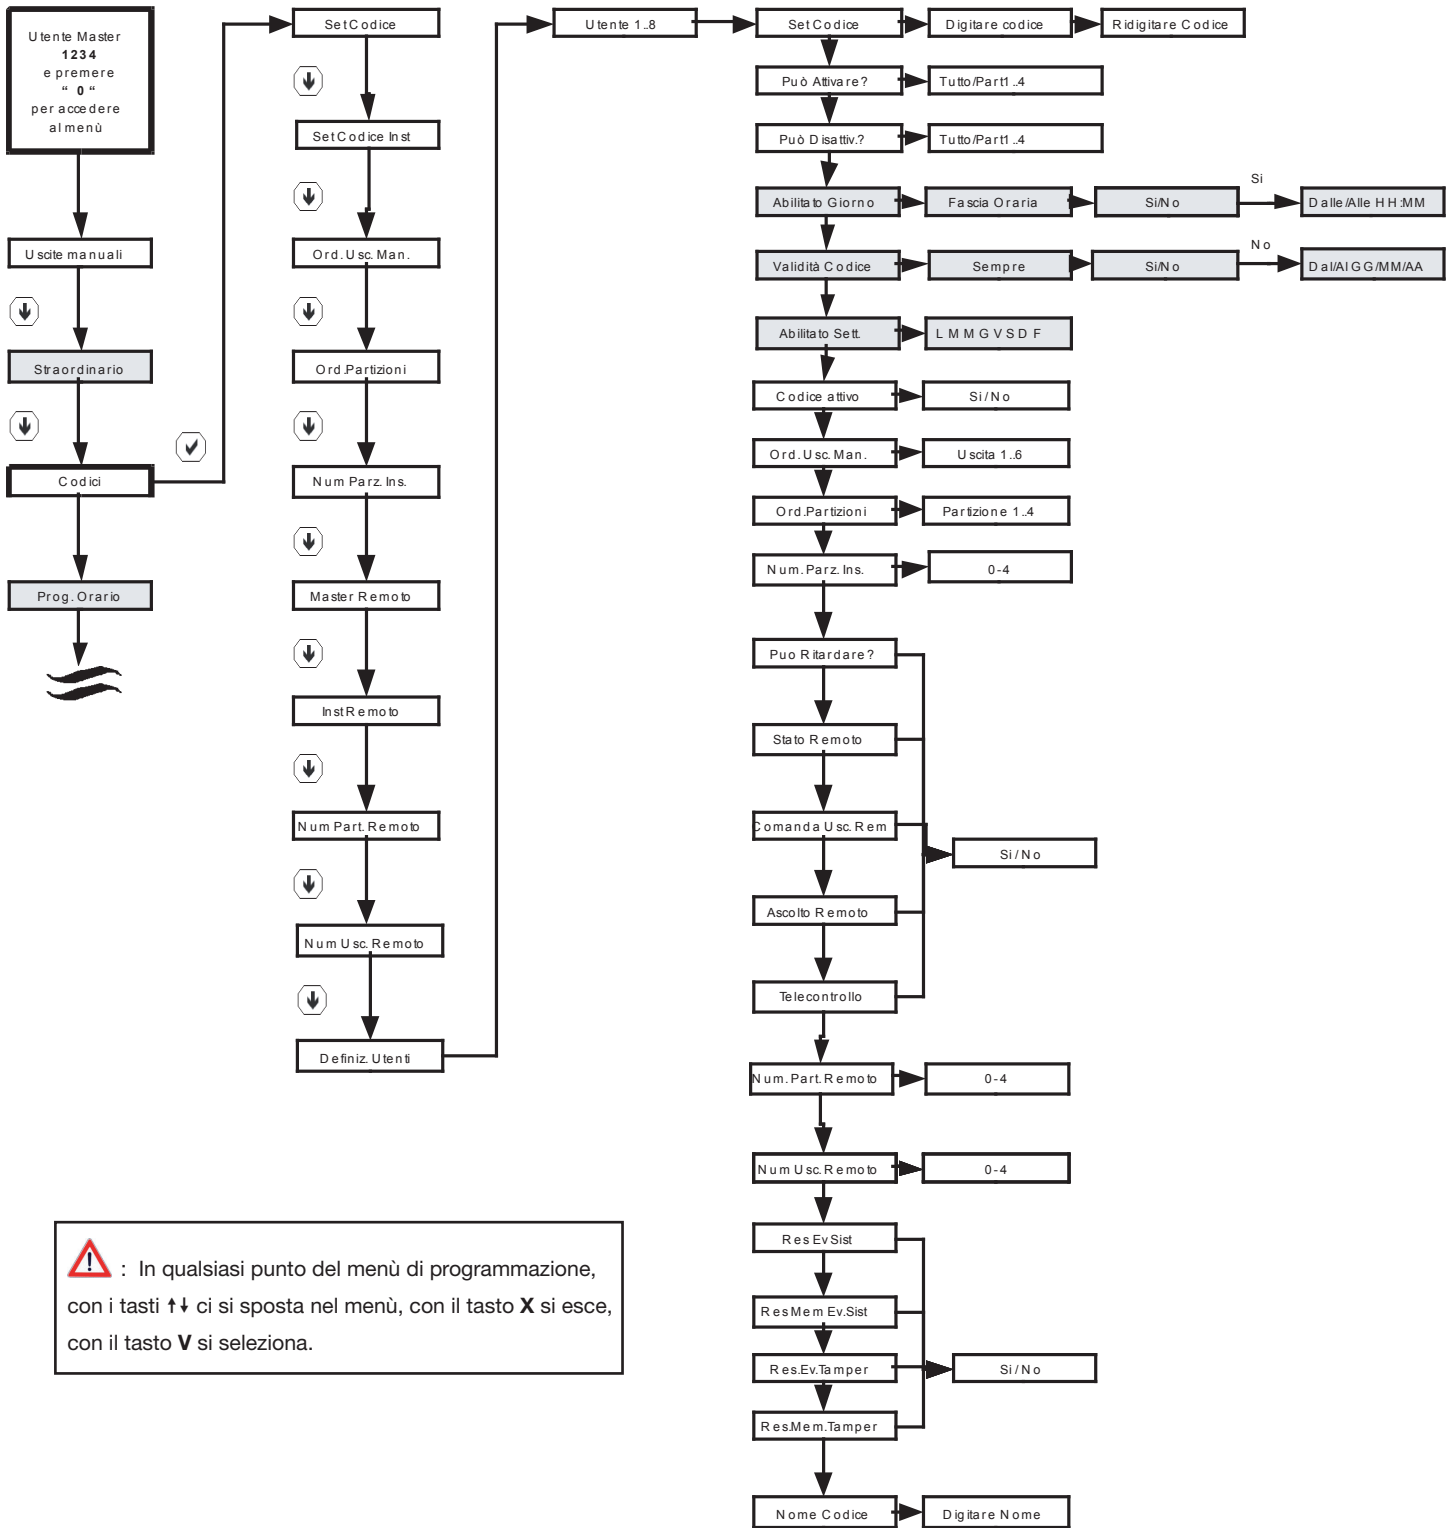 Utente Master
1234
e premere
“ 0 “
per accedere
al menù
Uscite manuali
Straordinario
Codici
Prog. Orario
Set Codice
Set Codice Inst
Ord. Usc. Man.
Ord. Partizioni
Num Parz. Ins.
Master Remoto
Inst Remoto
Num Part. Remoto
Num Usc. Remoto
Definiz. Utenti
Utente 1..8
Set Codice
Digitare codice
Ridigitare Codice
Può Attivare?
Tutto/Part1..4
Può Disattiv.?
Tutto/Part1..4
Abilitato Giorno
Fascia Oraria
Si/No
Si
Dalle/Alle HH:MM
Validità Codice
Sempre
Si/No
No
Dal/Al GG/MM/AA
Abilitato Sett.
L M M G V S D F
Codice attivo
Si/No
Ord. Usc. Man.
Uscita 1..6
Ord. Partizioni
Partizione 1..4
Num. Parz. Ins.
0-4
Puo Ritardare?
Stato Remoto
Comanda Usc. Rem
Si/No
Ascolto Remoto
Telecontrollo
Num. Part. Remoto
0-4
Num Usc. Remoto
0-4
Res Ev Sist
Res Mem Ev.Sist
Res.Ev.Tamper
Si/No
Res.Mem.Tamper
Nome Codice
Digitare Nome
: In qualsiasi punto del menù di programmazione,
con i tasti ↑↓ ci si sposta nel menù, con il tasto X si esce,
con il tasto V si seleziona.